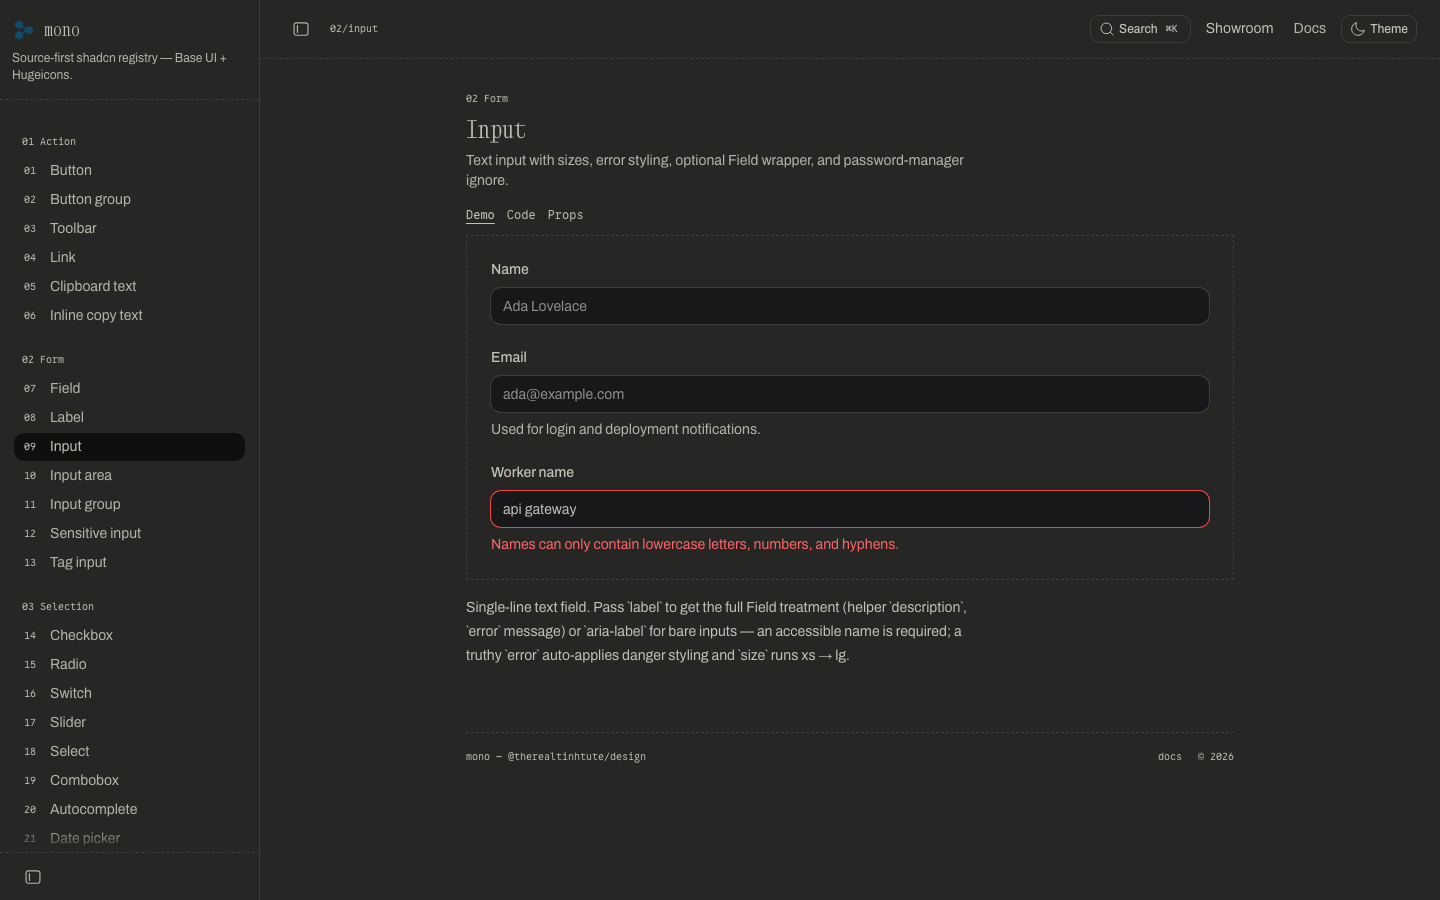 mono
Source-first shadcn registry — Base UI +
Hugeicons.
01 Action
01 Button
02 Button group
03 Toolbar
04 Link
05 Clipboard text
06 Inline copy text
02 Form
07 Field
08 Label
09 Input
10 Input area
11 Input group
12 Sensitive input
13 Tag input
03 Selection
14 Checkbox
15 Radio
16 Switch
17 Slider
18 Select
19 Combobox
20 Autocomplete
21 Date picker
02/input
Search ⌘K
Showroom
Docs
Theme
02 Form
Input
Text input with sizes, error styling, optional Field wrapper, and password-manager
ignore.
Demo Code Props
Name
Ada Lovelace
Email
ada@example.com
Used for login and deployment notifications.
Worker name
api gateway
Names can only contain lowercase letters, numbers, and hyphens.
Single-line text field. Pass `label` to get the full Field treatment (helper `description`,
`error` message) or `aria-label` for bare inputs — an accessible name is required; a
truthy `error` auto-applies danger styling and `size` runs xs → lg.
mono — @therealtinhtute/design
docs © 2026